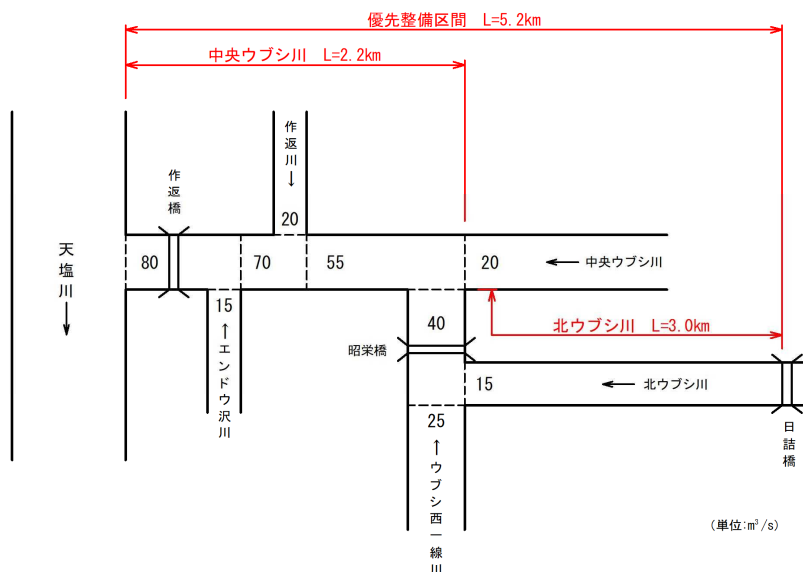 優先整備区間 L=5.2km
中央ウブシ川 L=2.2km
作返川→
作返橋
20
天塩川→
80
70
55
20
←中央ウブシ川
15
←エンドウ沢川
40
昭栄橋
北ウブシ川 L=3.0km
15
←北ウブシ川
25
←ウブシ西一線川
日詰橋
(単位:m³/s)